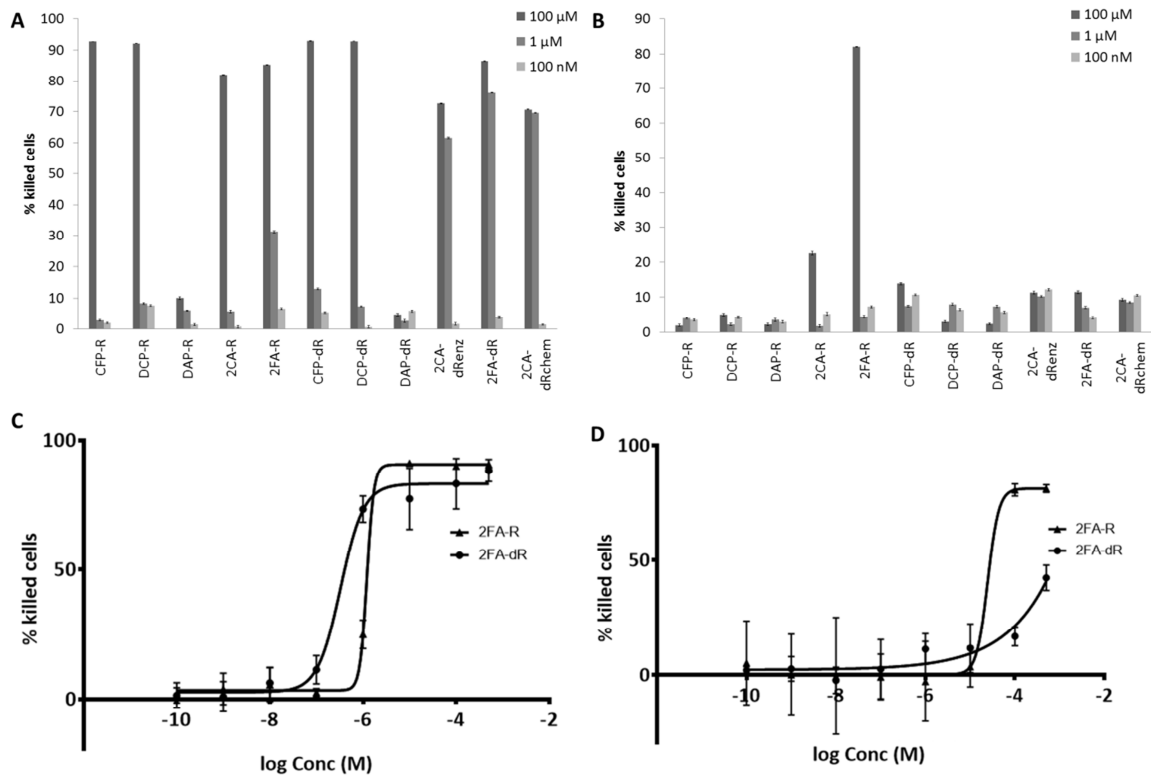 A
100
90
80
70
60
50
40
30
20
10
0
% killed cells
100 µM
1 µM
100 nM
CFP-R
DCP-R
DAP-R
2CA-R
2FA-R
CFP-dR
DCP-dR
DAP-dR
2CA-
dRenz
2FA-dR
2CA-
dRchem
B
90
80
70
60
50
40
30
20
10
0
% killed cells
100 µM
1 µM
100 nM
CFP-R
DCP-R
DAP-R
2CA-R
2FA-R
CFP-dR
DCP-dR
DAP-dR
2CA-
dRenz
2FA-dR
2CA-
dRchem
C
100
50
0
% killed cells
2FA-R
2FA-dR
-10
-8
-6
-4
-2
log Conc (M)
D
100
50
0
% killed cells
2FA-R
2FA-dR
-10
-8
-6
-4
-2
log Conc (M)